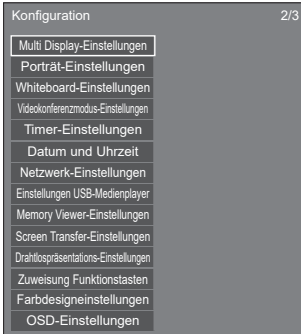 Konfiguration 2/3
Multi Display-Einstellungen
Porträt-Einstellungen
Whiteboard-Einstellungen
Videokonferenzmodus-Einstellungen
Timer-Einstellungen
Datum und Uhrzeit
Netzwerk-Einstellungen
Einstellungen USB-Medienplayer
Memory Viewer-Einstellungen
Screen Transfer-Einstellungen
Drahtlospräsentations-Einstellungen
Zuweisung Funktionstasten
Farbdesigneinstellungen
OSD-Einstellungen